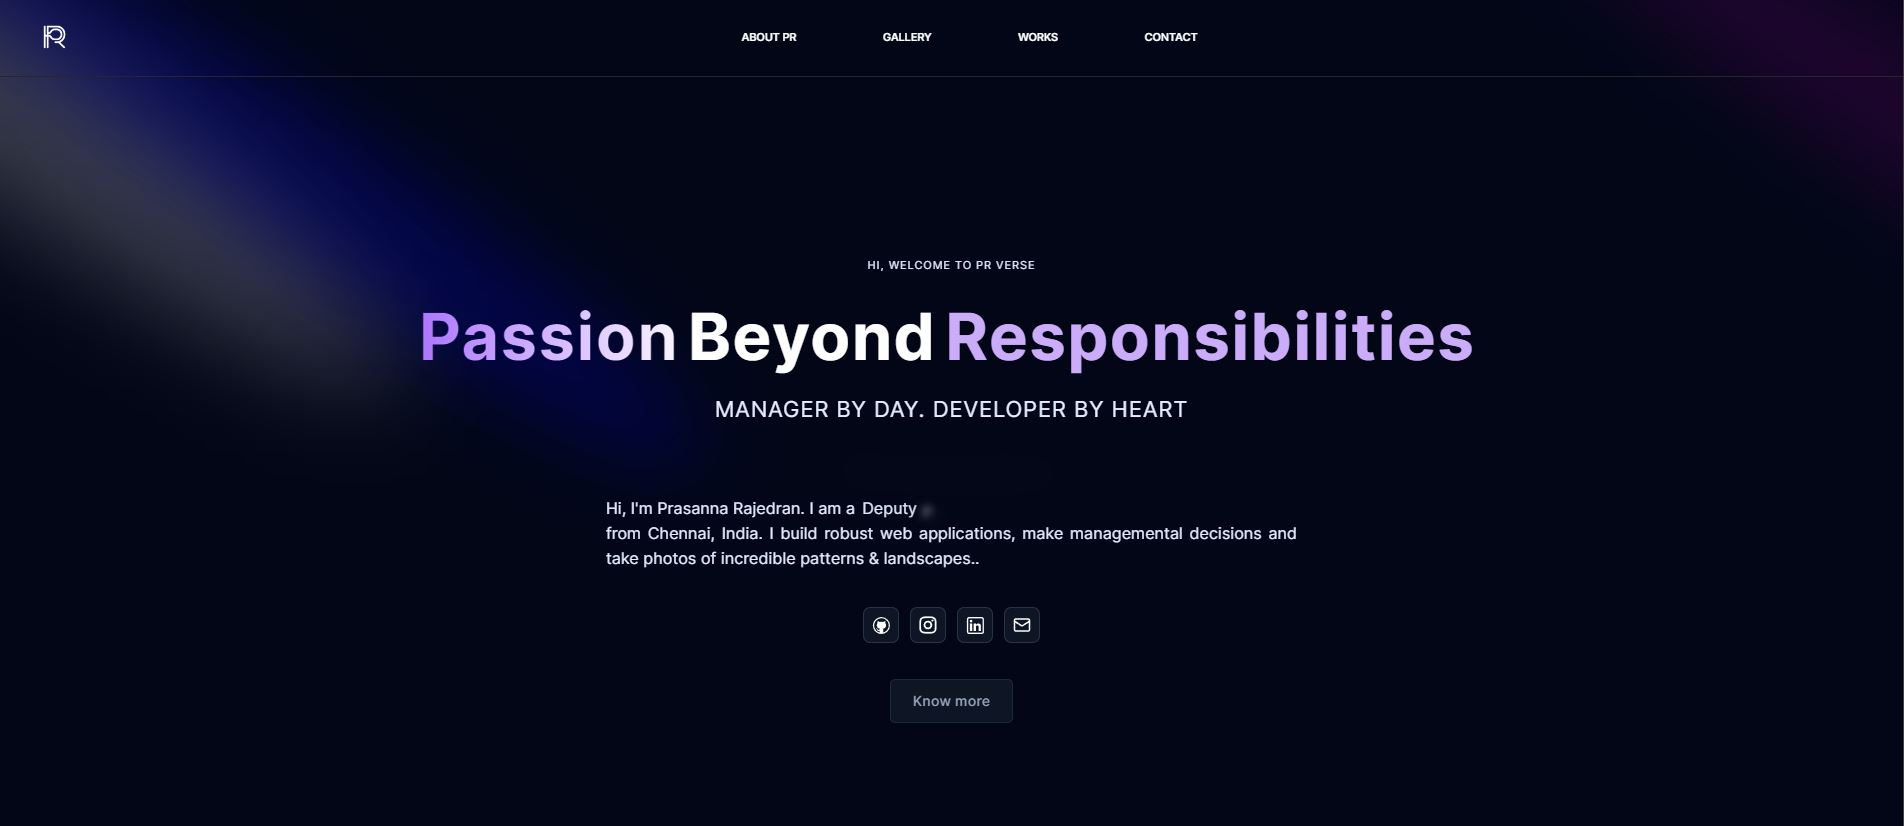 PR
ABOUT PR
GALLERY
WORKS
CONTACT
HI, WELCOME TO PR VERSE
Passion Beyond Responsibilities
MANAGER BY DAY. DEVELOPER BY HEART
Hi, I'm Prasanna Rajedran. I am a Deputy
from Chennai, India. I build robust web applications, make managemental decisions and
take photos of incredible patterns & landscapes..
in
Know more